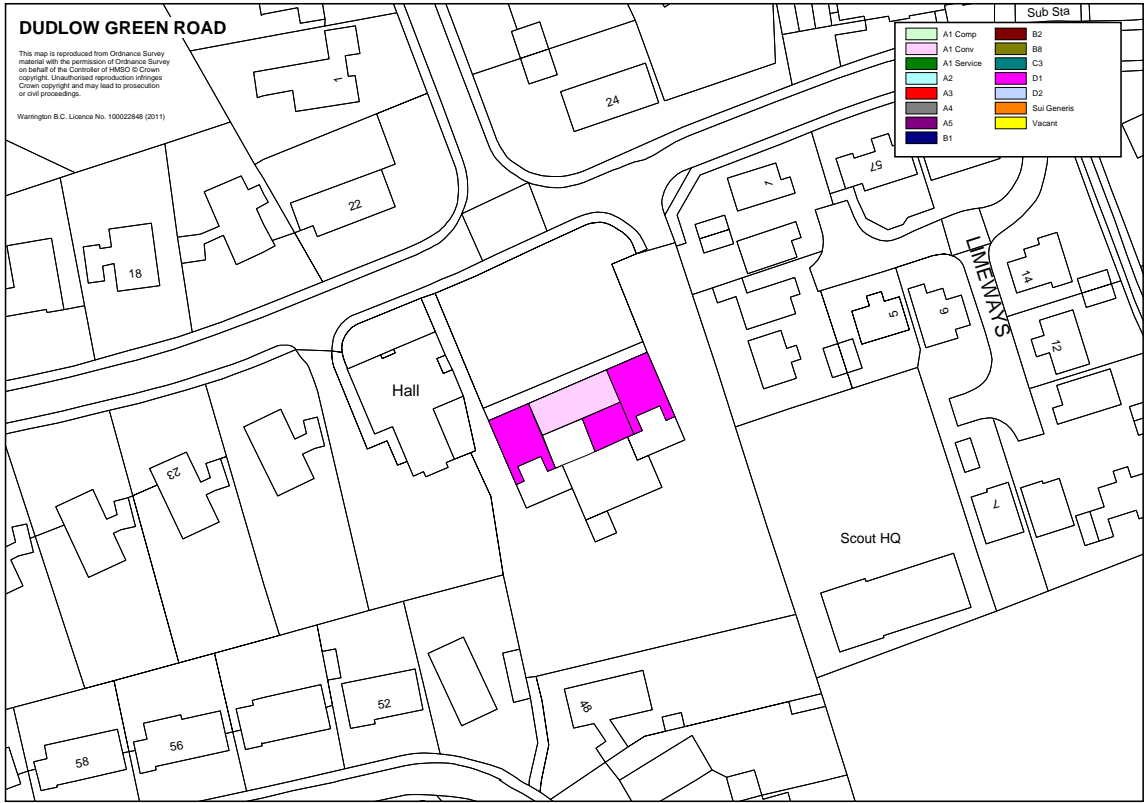 DUDLOW GREEN ROAD
This map is reproduced from Ordnance Survey
material with the permission of Ordnance Survey
on behalf of the Controller of HMSO © Crown
copyright. Unauthorised reproduction infringes
Crown copyright and may lead to prosecution
or civil proceedings.
Warrington B.C. Licence No. 100022848 (2011)
Sub Sta
A1 Comp
A1 Conv
A1 Service
A2
A3
A4
A5
B1
B2
B8
C3
D1
D2
Sui Generis
Vacant
1
24
22
18
7
57
LIMEWAYS
14
5
9
12
Hall
23
7
Scout HQ
52
48
56
58